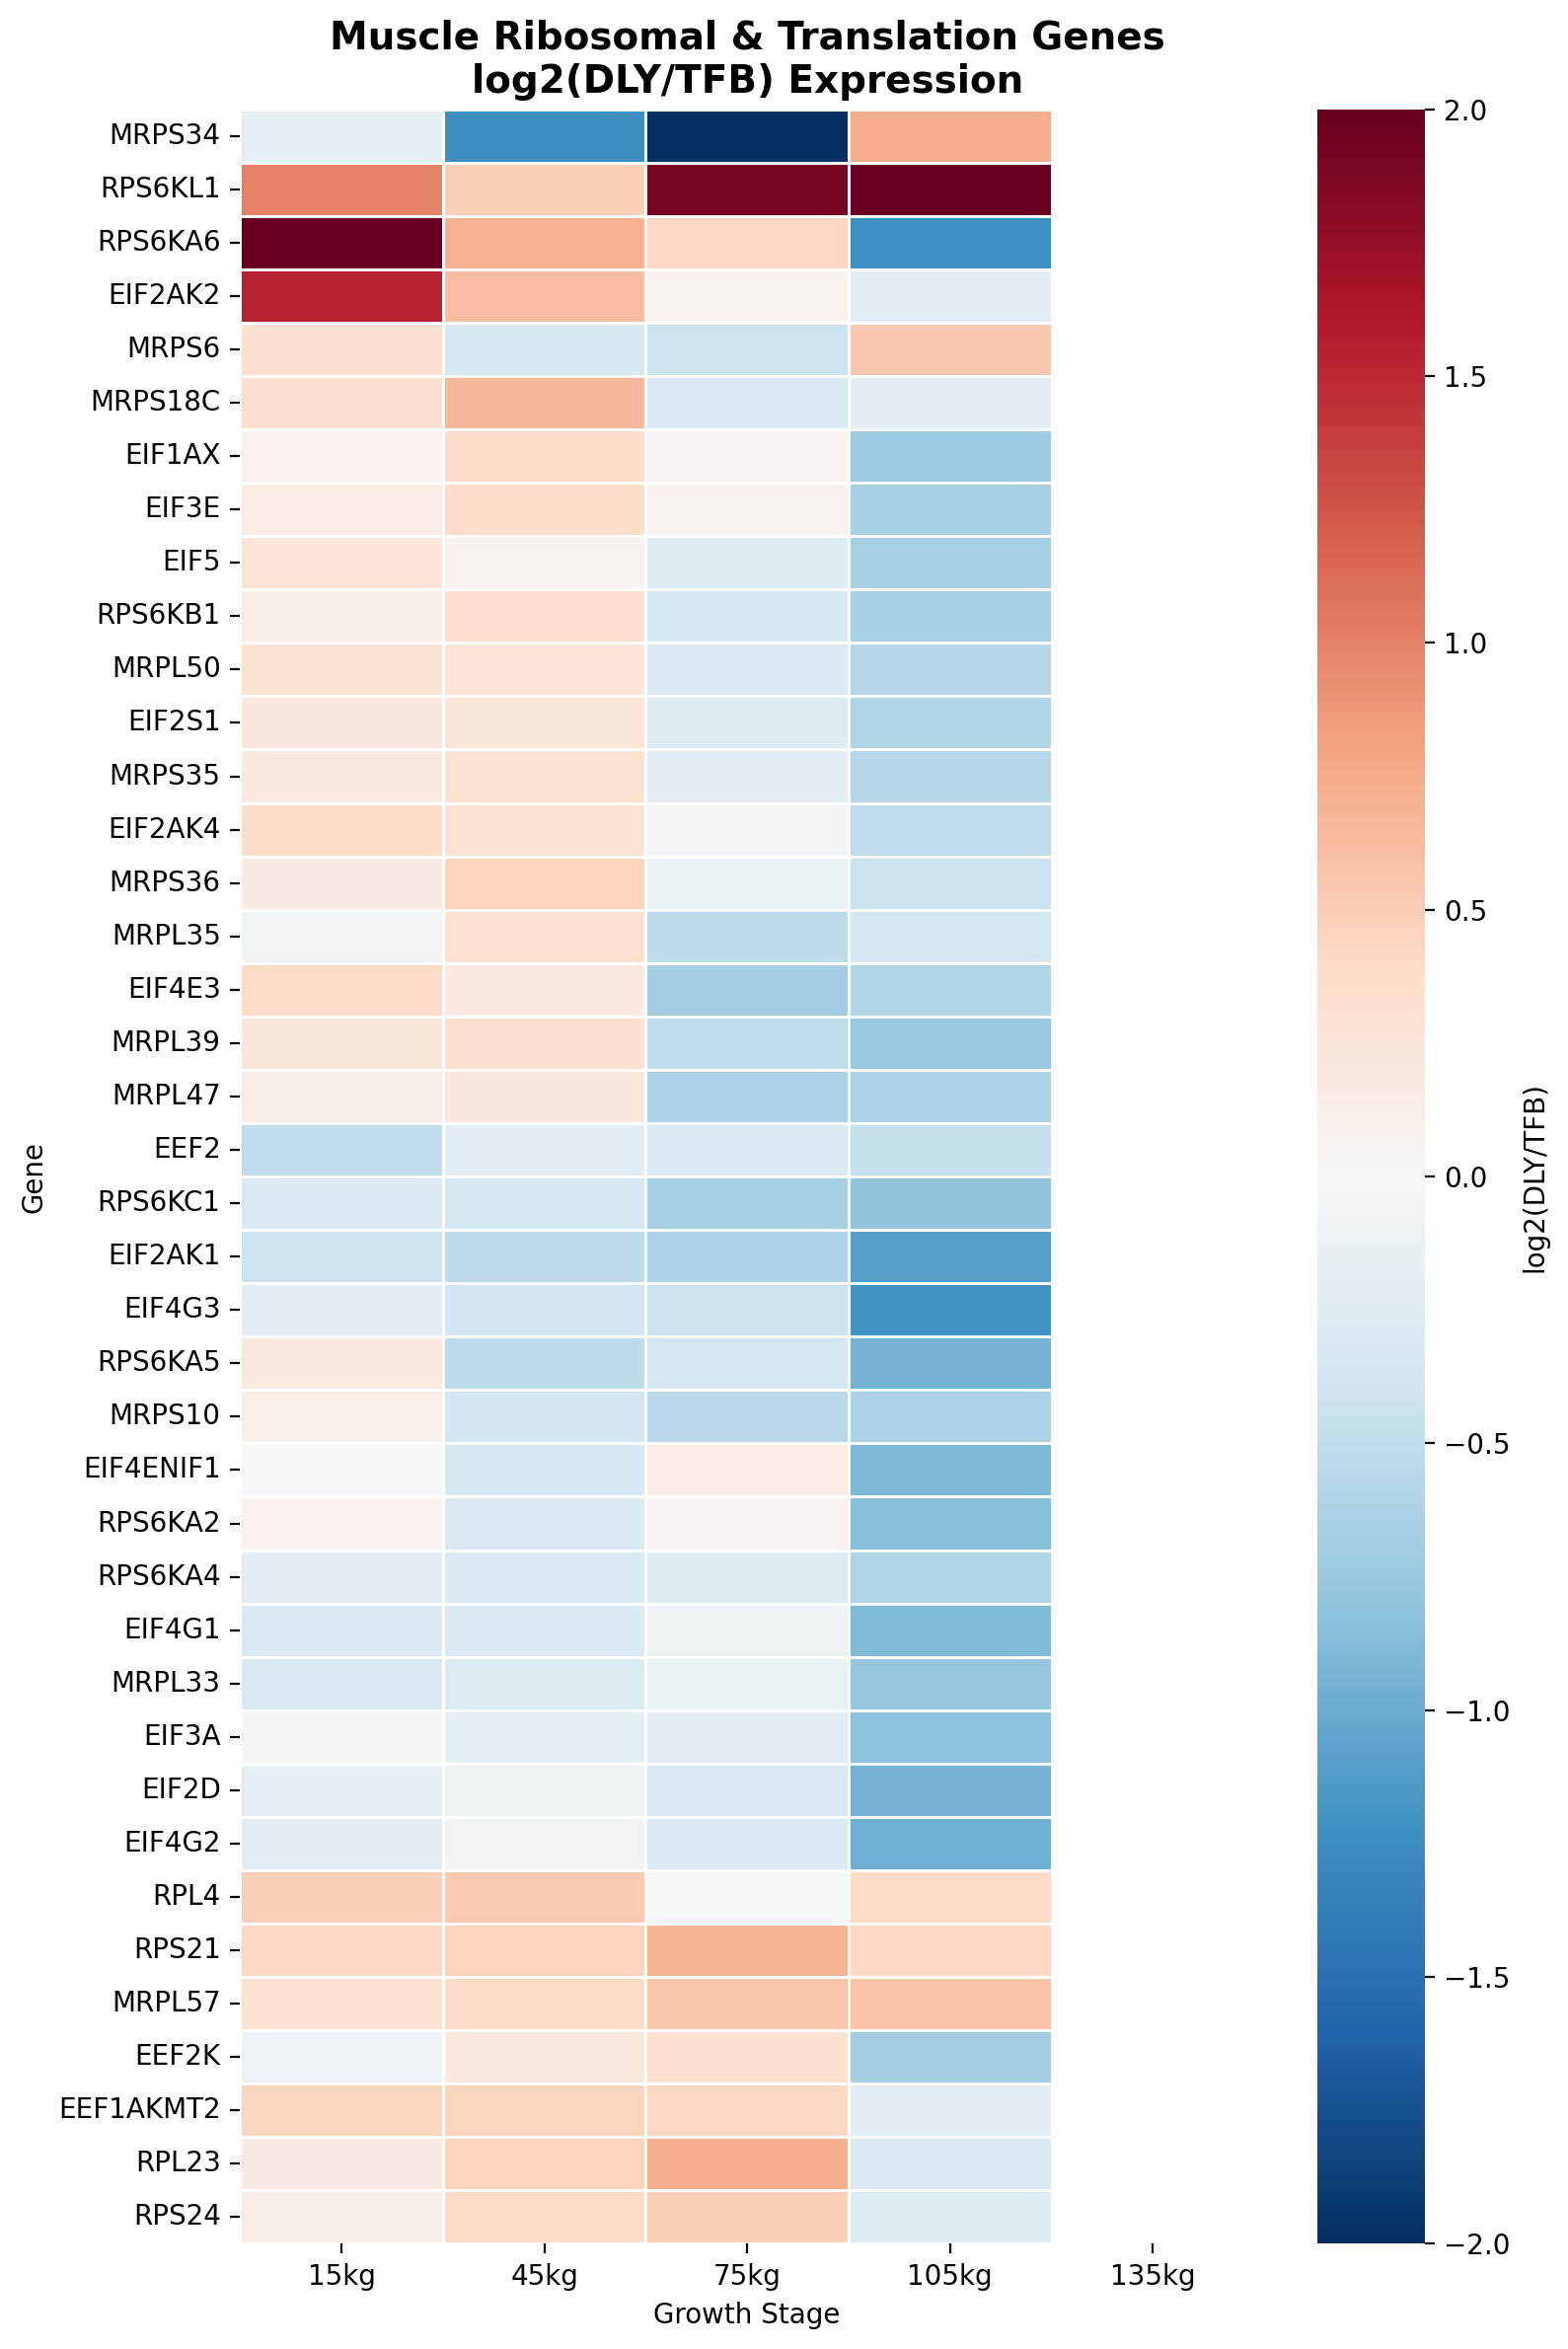 Muscle Ribosomal & Translation Genes
log2(DLY/TFB) Expression
MRPS34
RPS6KL1
RPS6KA6
EIF2AK2
MRPS6
MRPS18C
EIF1AX
EIF3E
EIF5
RPS6KB1
MRPL50
EIF2S1
MRPS35
EIF2AK4
MRPS36
MRPL35
EIF4E3
MRPL39
MRPL47
EEF2
RPS6KC1
EIF2AK1
EIF4G3
RPS6KA5
MRPS10
EIF4ENIF1
RPS6KA2
RPS6KA4
EIF4G1
MRPL33
EIF3A
EIF2D
EIF4G2
RPL4
RPS21
MRPL57
EEF2K
EEF1AKMT2
RPL23
RPS24
Gene
15kg 45kg 75kg 105kg 135kg
Growth Stage
2.0
1.5
1.0
0.5
0.0
−0.5
−1.0
−1.5
−2.0
log2(DLY/TFB)